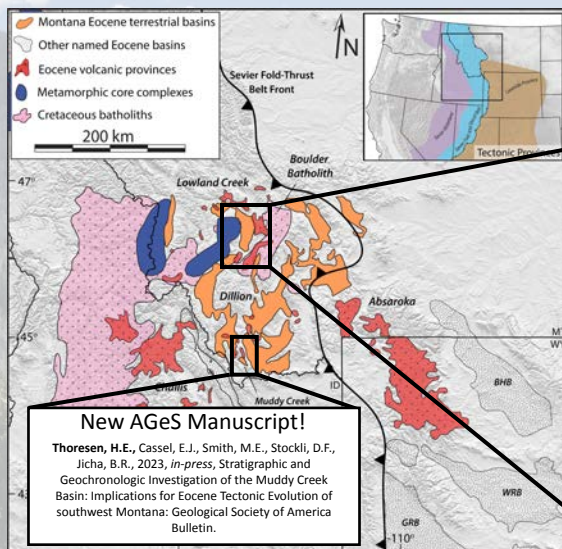 Montana Eocene terrestrial basins
Other named Eocene basins
Eocene volcanic provinces
Metamorphic core complexes
Cretaceous batholiths
200 km
N
Sevier Fold-Thrust
Belt Front
Tectonic Provinces
Boulder
Batholith
Lowland Creek
47°
Absaroka
Dillion
45°
MT
WY
ID
BHB
Challis
Muddy Creek
New AGeS Manuscript!
Thoresen, H.E., Cassel, E.J., Smith, M.E., Stockli, D.F.,
Jicha, B.R., 2023, in-press, Stratigraphic and
Geochronologic Investigation of the Muddy Creek
Basin: Implications for Eocene Tectonic Evolution of
southwest Montana: Geological Society of America
Bulletin.
43
WRB
GRB
-110°